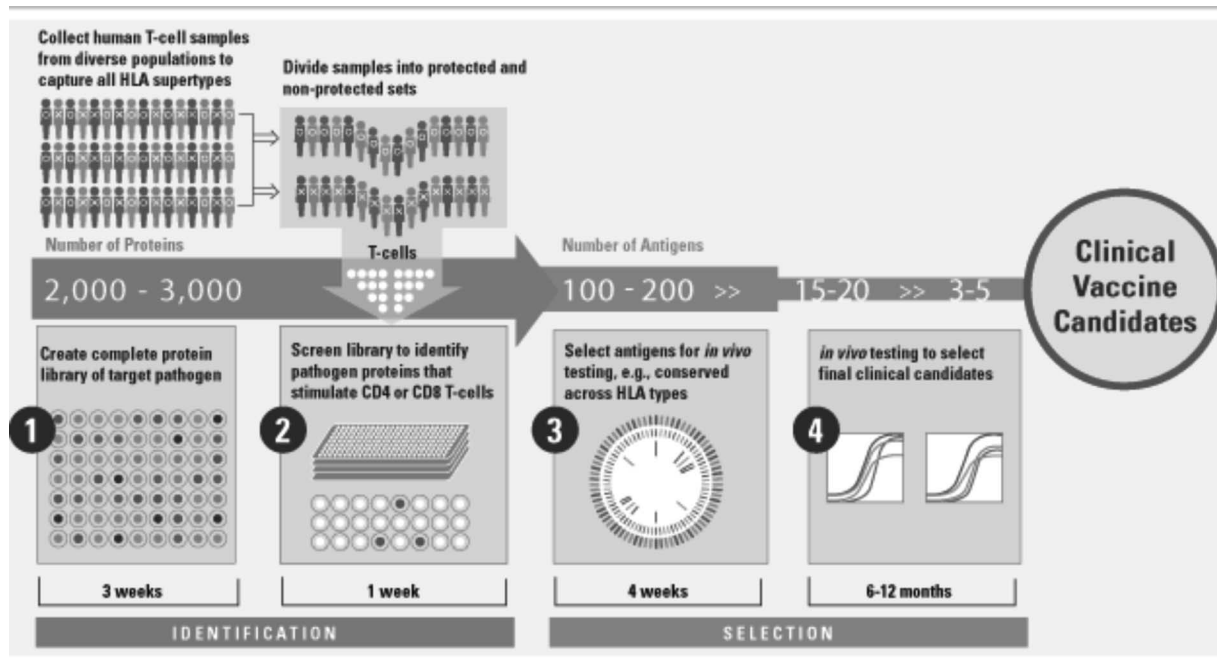 Collect human T-cell samples
from diverse populations to
capture all HLA supertypes
Divide samples into protected and
non-protected sets
Number of Proteins
T-cells
Number of Antigens
2,000 - 3,000
100 - 200 >>
15-20 >> 3-5
Clinical
Vaccine
Candidates
1
Create complete protein
library of target pathogen
2
Screen library to identify
pathogen proteins that
stimulate CD4 or CD8 T-cells
3
Select antigens for in vivo
testing, e.g., conserved
across HLA types
4
in vivo testing to select
final clinical candidates
3 weeks
1 week
4 weeks
6-12 months
IDENTIFICATION
SELECTION